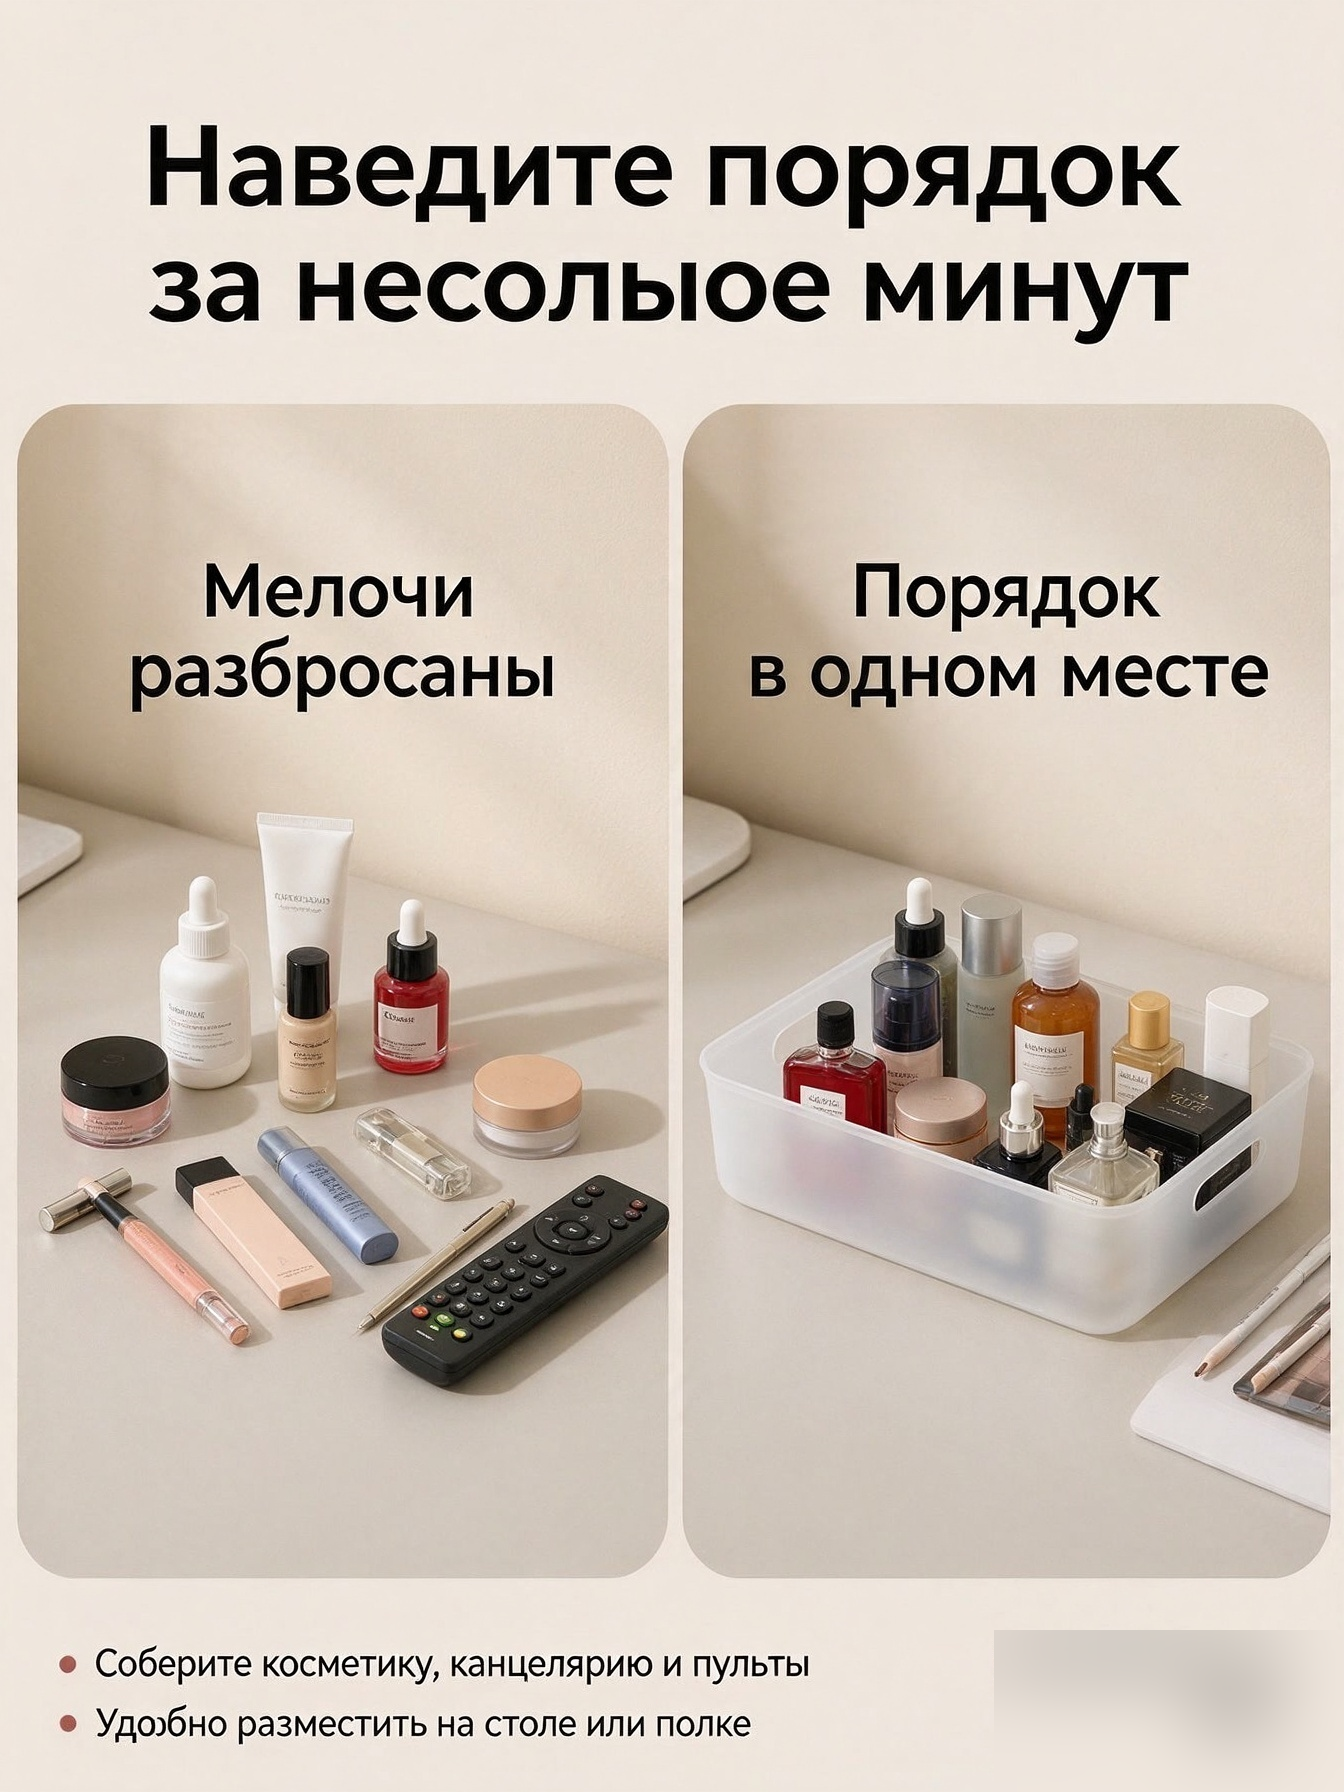 Наведите порядок
за несолыое минут
Мелочи
разбросаны
Порядок
в одном месте
Соберите косметику, канцелярию и пульты
Удоэбно разместить на столе или полке